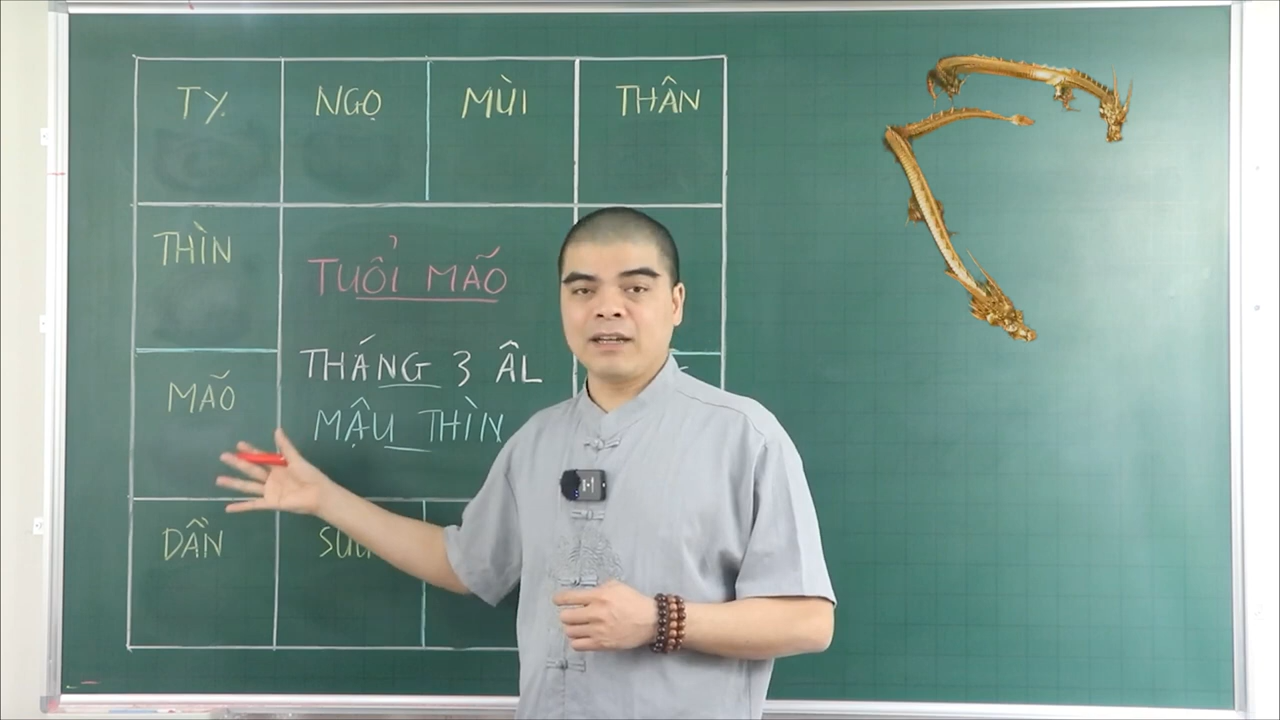 TỴ
NGỌ
MÙI
THÂN
THÌN
TUỔI MÃO
THÁNG 3 ÂL
MÃO
MẬU THÌN
DẦN